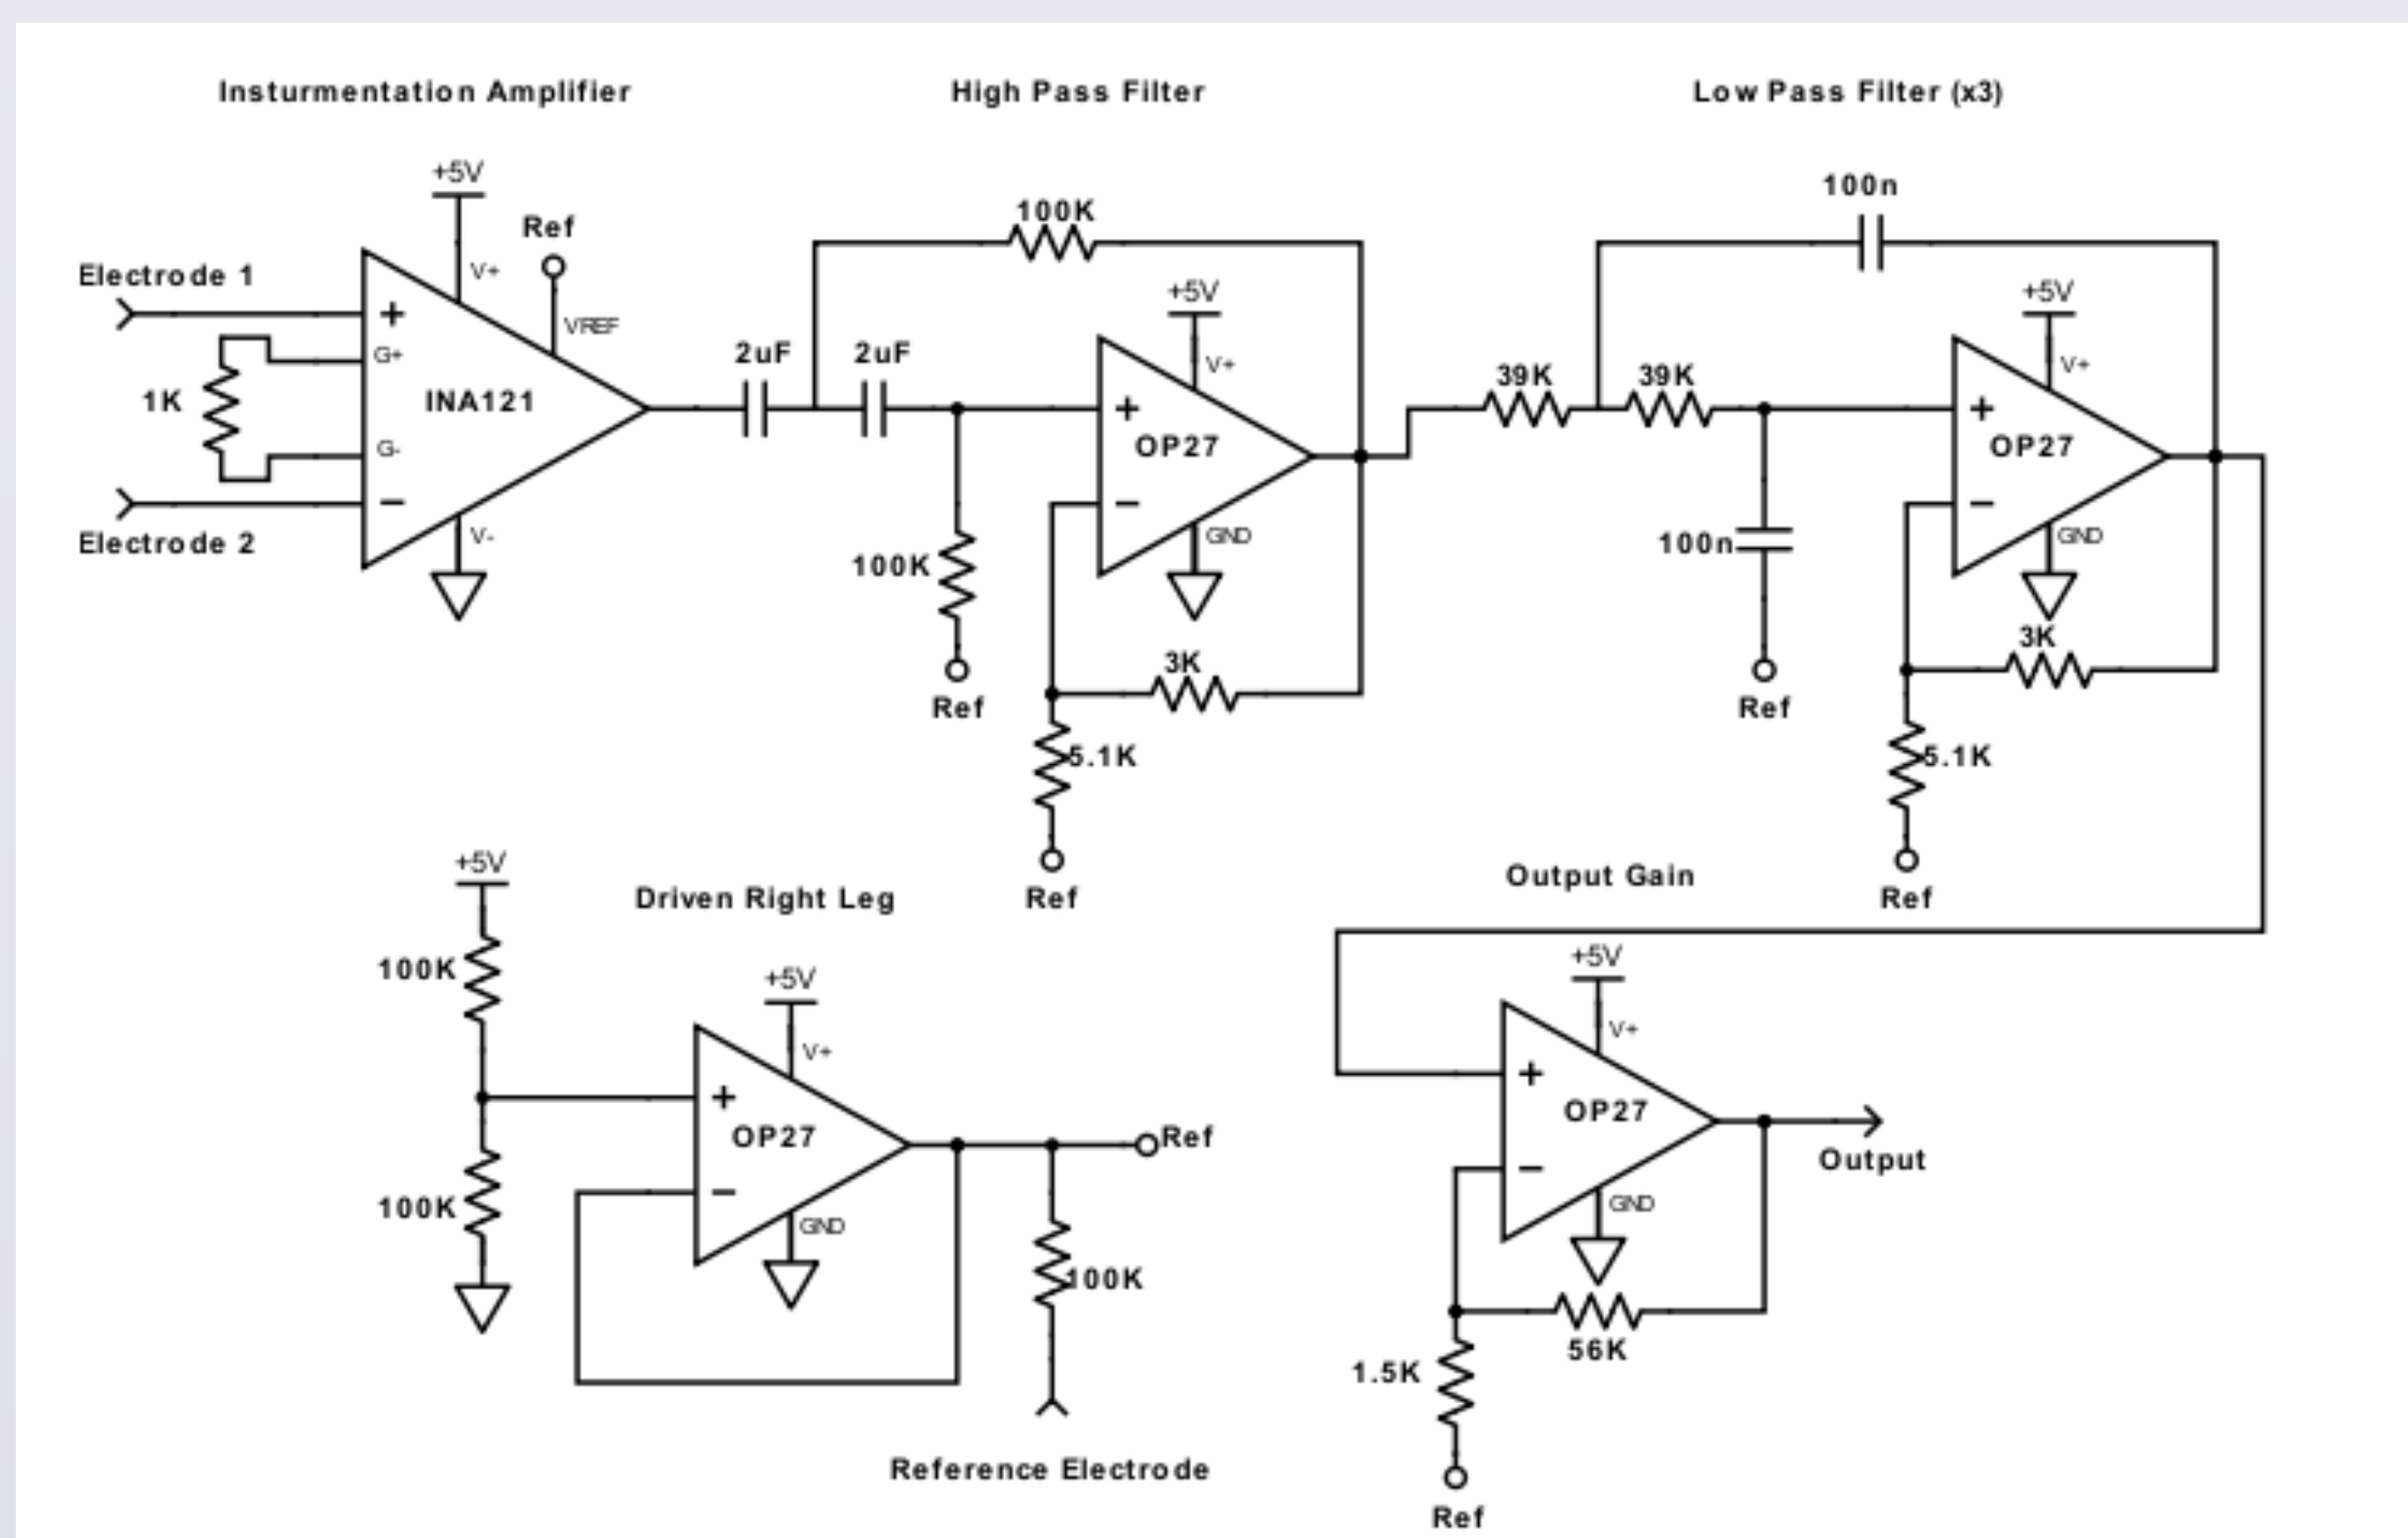 Insturmentation Amplifier
High Pass Filter
Low Pass Filter (x3)
+5V
Ref
V+
VREF
Electrode 1
+
G+
1K
INA121
G-
−
V-
Electrode 2
2uF
2uF
100K
+5V
V+
+
OP27
−
GND
100K
Ref
3K
5.1K
Ref
39K
39K
100n
+5V
V+
+
OP27
−
GND
100n
Ref
3K
5.1K
Ref
Driven Right Leg
+5V
100K
100K
+5V
V+
+
OP27
−
GND
Ref
100K
Reference Electrode
Output Gain
+5V
V+
+
OP27
−
GND
Output
56K
1.5K
Ref